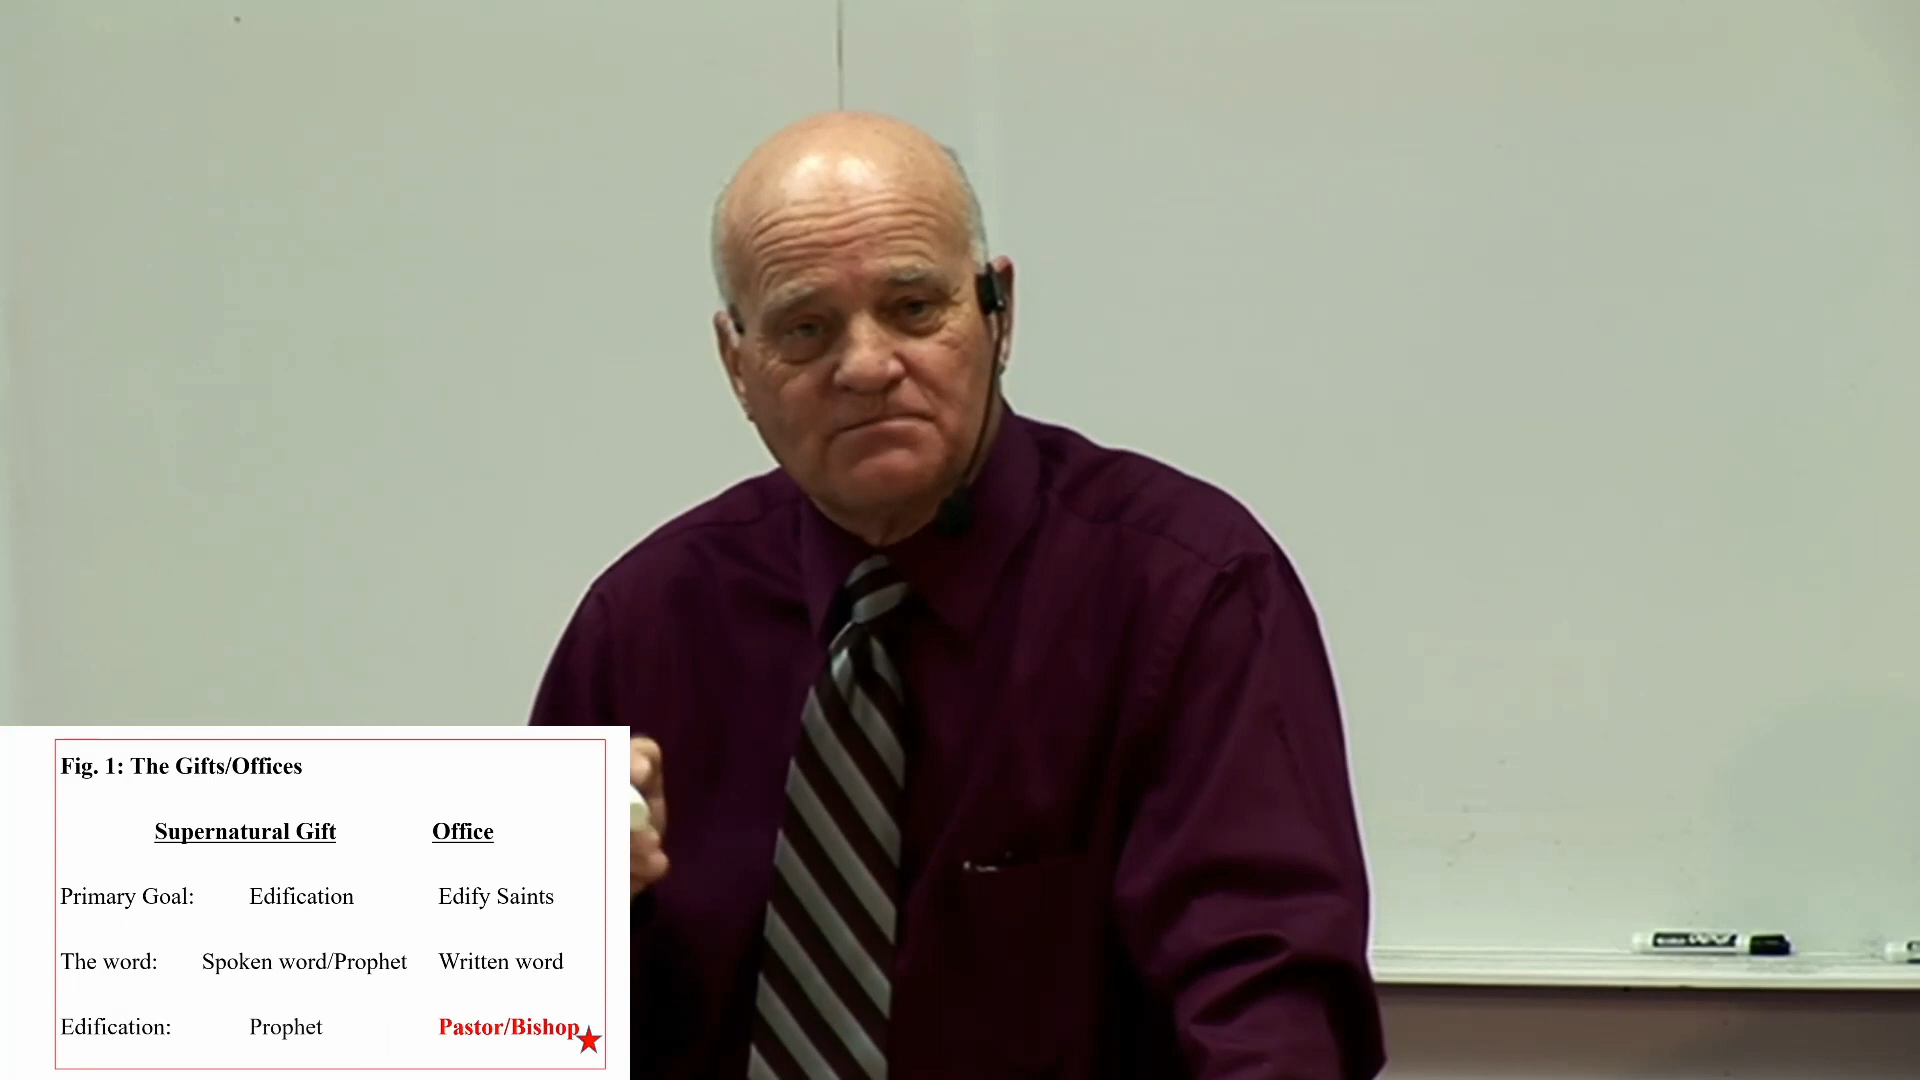 Fig. 1: The Gifts/Offices
Supernatural Gift Office
Primary Goal: Edification Edify Saints
The word: Spoken word/Prophet Written word
Edification: Prophet Pastor/Bishop